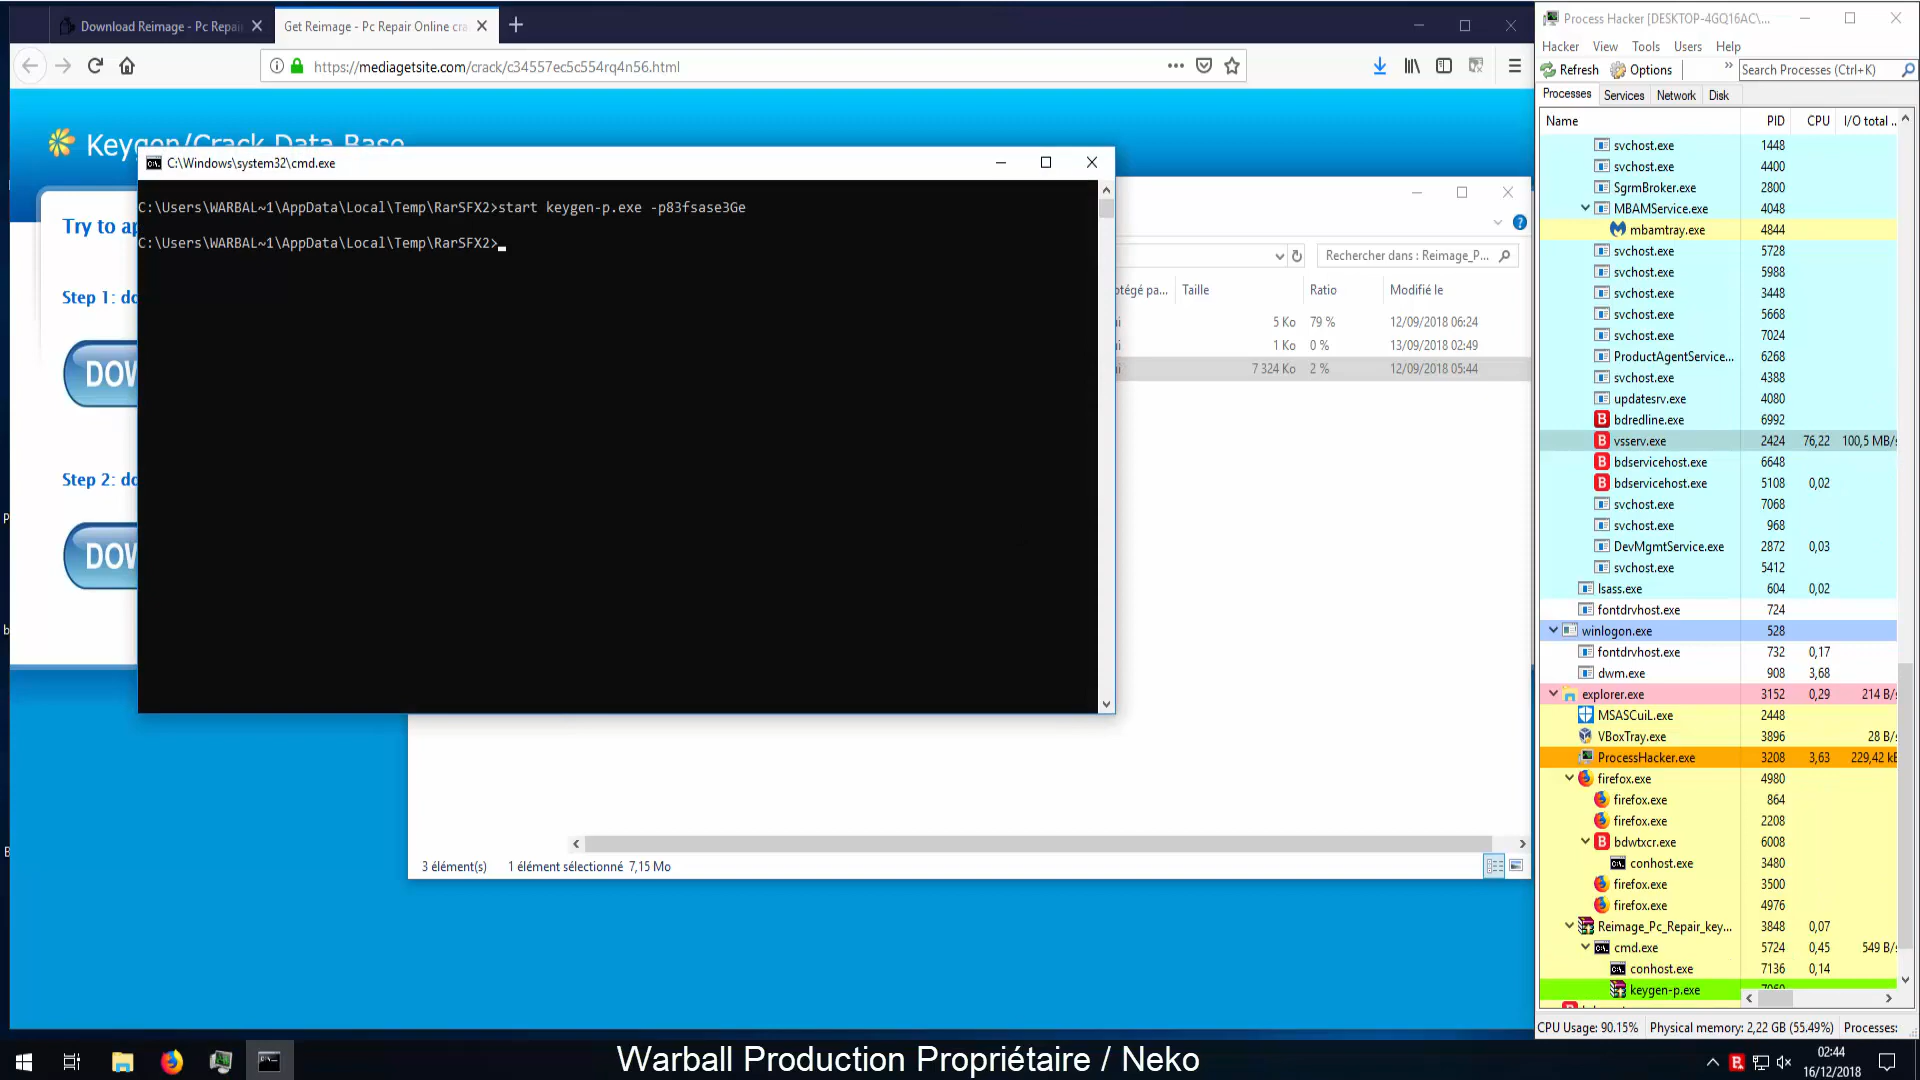 Download Reimage - Pc Repair
Get Reimage - Pc Repair Online cra
https://mediagetsite.com/crack/c34557ec5c554rq4n56.html
Keygen/Crack Data Base
Try to ap
Step 1: do
DOW
Step 2: do
DOW
C:\Windows\system32\cmd.exe
C:\Users\WARBAL~1\AppData\Local\Temp\RarSFX2>start keygen-p.exe -p83fsase3Ge
C:\Users\WARBAL~1\AppData\Local\Temp\RarSFX2>
Rechercher dans : Reimage_P...
otégé pa... Taille Ratio Modifié le
5 Ko 79 % 12/09/2018 06:24
1 Ko 0 % 13/09/2018 02:49
7 324 Ko 2 % 12/09/2018 05:44
3 élément(s) 1 élément sélectionné 7,15 Mo
Process Hacker [DESKTOP-4GQ16AC\...
Hacker View Tools Users Help
Refresh Options » Search Processes (Ctrl+K)
Processes Services Network Disk
Name PID CPU I/O total ...
svchost.exe 1448
svchost.exe 4400
SgrmBroker.exe 2800
MBAMService.exe 4048
mbamtray.exe 4844
svchost.exe 5728
svchost.exe 5988
svchost.exe 3448
svchost.exe 5668
svchost.exe 7024
ProductAgentService... 6268
svchost.exe 4388
updatesrv.exe 4080
bdredline.exe 6992
vsserv.exe 2424 76,22 100,5 MB/s
bdservicehost.exe 6648
bdservicehost.exe 5108 0,02
svchost.exe 7068
svchost.exe 968
DevMgmtService.exe 2872 0,03
svchost.exe 5412
lsass.exe 604 0,02
fontdrvhost.exe 724
winlogon.exe 528
fontdrvhost.exe 732 0,17
dwm.exe 908 3,68
explorer.exe 3152 0,29 214 B/s
MSASCuiL.exe 2448
VBoxTray.exe 3896 28 B/s
ProcessHacker.exe 3208 3,63 229,42 kB
firefox.exe 4980
firefox.exe 864
firefox.exe 2208
bdwtxcr.exe 6008
conhost.exe 3480
firefox.exe 3500
firefox.exe 4976
Reimage_Pc_Repair_key... 3848 0,07
cmd.exe 5724 0,45 549 B/s
conhost.exe 7136 0,14
keygen-p.exe
CPU Usage: 90.15% Physical memory: 2,22 GB (55.49%) Processes:
Warball Production Propriétaire / Neko
02:44
16/12/2018